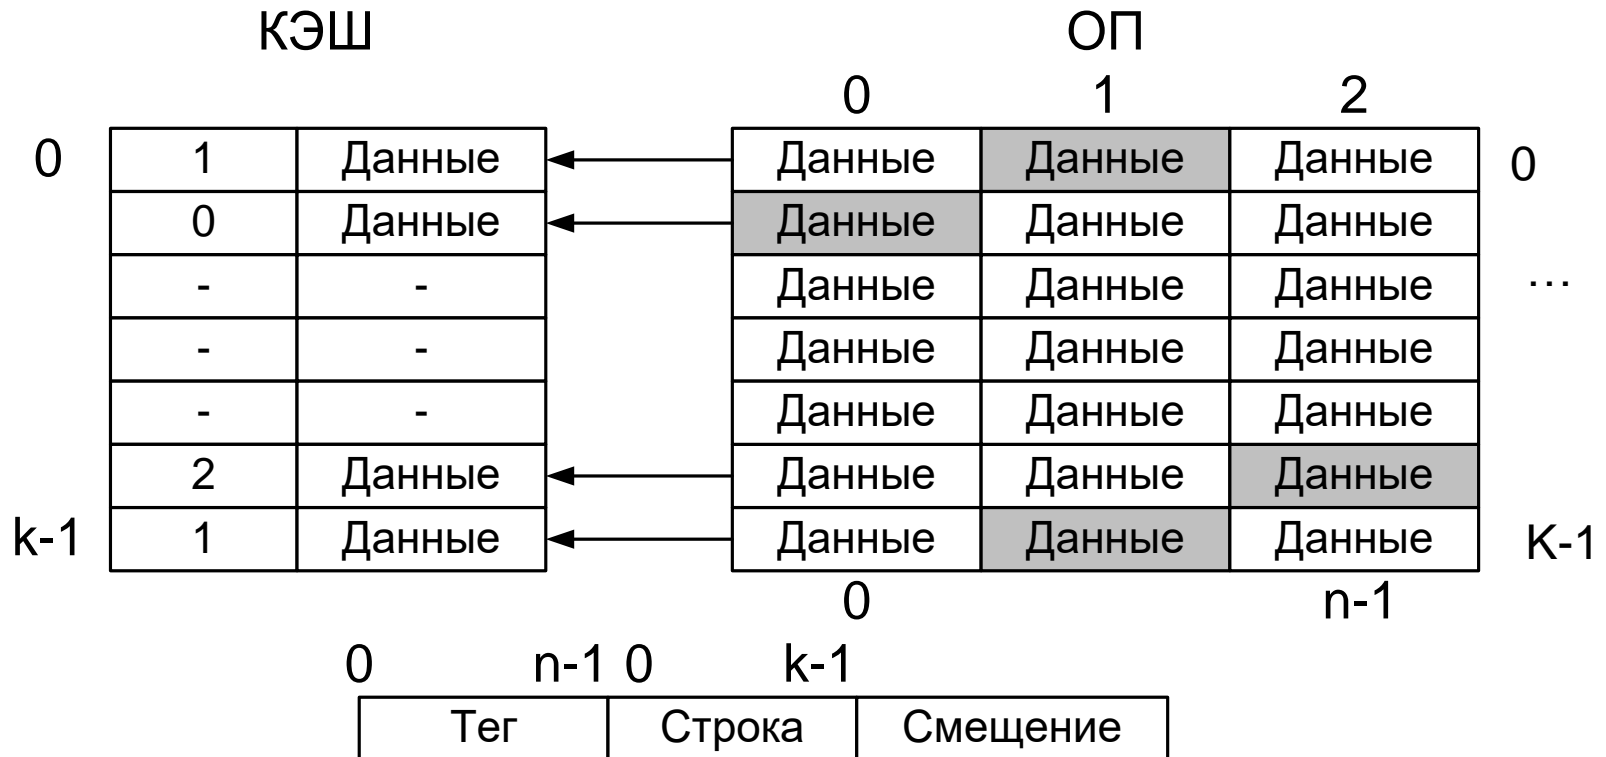 КЭШ ОП
0 1 2
0 1 Данные Данные Данные Данные 0
0 Данные Данные Данные Данные
- - Данные Данные Данные ...
- - Данные Данные Данные
- - Данные Данные Данные
2 Данные Данные Данные Данные
k-1 1 Данные Данные Данные Данные K-1
0 n-1
0 n-1 0 k-1
Тег Строка Смещение